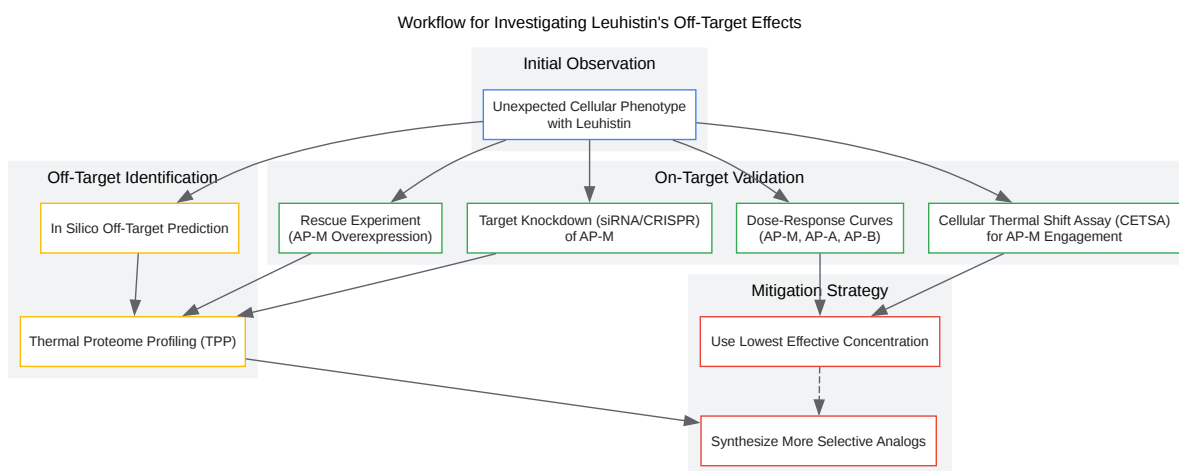 Workflow for Investigating Leuhistin's Off-Target Effects
Initial Observation
Unexpected Cellular Phenotype
with Leuhistin
Off-Target Identification
On-Target Validation
In Silico Off-Target Prediction
Rescue Experiment
(AP-M Overexpression)
Target Knockdown (siRNA/CRISPR)
of AP-M
Dose-Response Curves
(AP-M, AP-A, AP-B)
Cellular Thermal Shift Assay (CETSA)
for AP-M Engagement
Mitigation Strategy
Thermal Proteome Profiling (TPP)
Use Lowest Effective Concentration
Synthesize More Selective Analogs